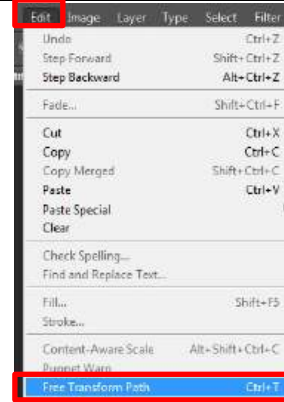 Edit Image Layer Type Select Filter
Undo Ctrl+Z
Step Forward Shift+Ctrl+Z
Step Backward Alt+Ctrl+Z
Fade... Shift+Ctrl+F
Cut Ctrl+X
Copy Ctrl+C
Copy Merged Shift+Ctrl+C
Paste Ctrl+V
Paste Special
Clear
Check Spelling...
Find and Replace Text...
Fill... Shift+F5
Stroke...
Content-Aware Scale Alt+Shift+Ctrl+C
Puppet Warp
Free Transform Path Ctrl+T